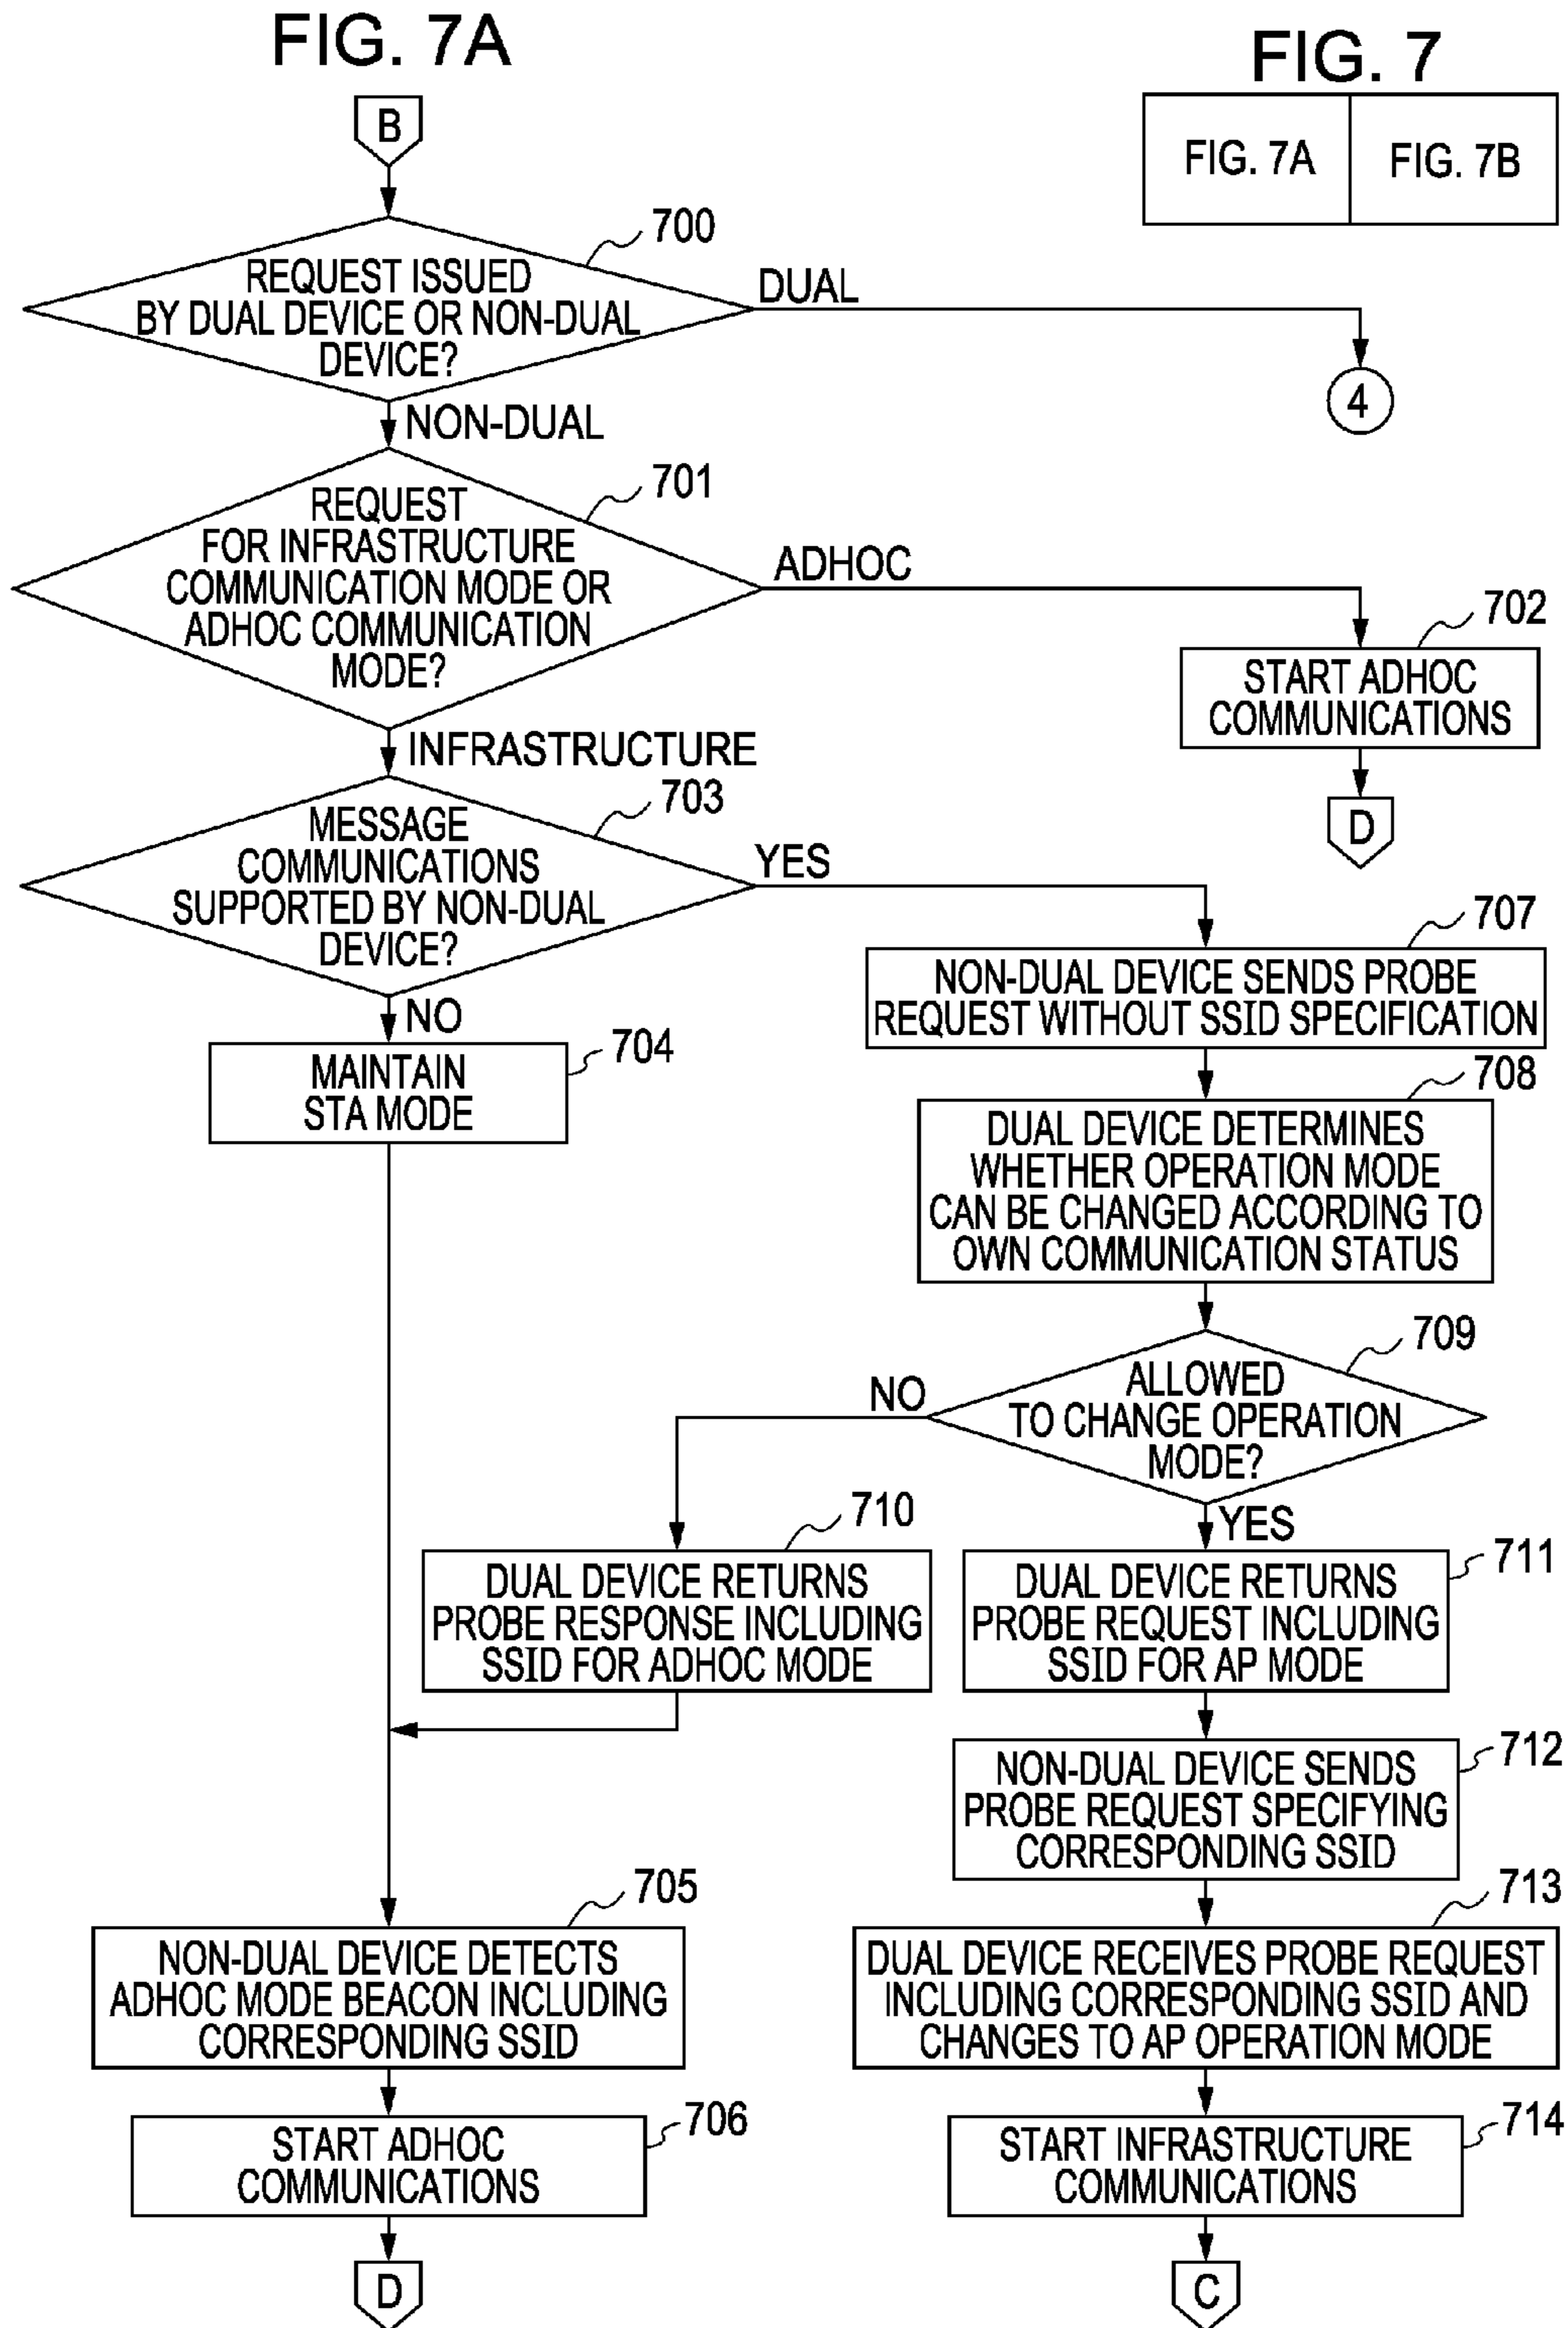 FIG. 7A
FIG. 7
FIG. 7A
FIG. 7B
B
700
REQUEST ISSUED
BY DUAL DEVICE OR NON-DUAL
DEVICE?
DUAL
4
NON-DUAL
701
REQUEST
FOR INFRASTRUCTURE
COMMUNICATION MODE OR
ADHOC COMMUNICATION
MODE?
ADHOC
702
START ADHOC
COMMUNICATIONS
D
INFRASTRUCTURE
703
MESSAGE
COMMUNICATIONS
SUPPORTED BY NON-DUAL
DEVICE?
YES
NO
704
MAINTAIN
STA MODE
707
NON-DUAL DEVICE SENDS PROBE
REQUEST WITHOUT SSID SPECIFICATION
708
DUAL DEVICE DETERMINES
WHETHER OPERATION MODE
CAN BE CHANGED ACCORDING TO
OWN COMMUNICATION STATUS
709
ALLOWED
TO CHANGE OPERATION
MODE?
NO
YES
710
DUAL DEVICE RETURNS
PROBE RESPONSE INCLUDING
SSID FOR ADHOC MODE
711
DUAL DEVICE RETURNS
PROBE REQUEST INCLUDING
SSID FOR AP MODE
712
NON-DUAL DEVICE SENDS
PROBE REQUEST SPECIFYING
CORRESPONDING SSID
705
NON-DUAL DEVICE DETECTS
ADHOC MODE BEACON INCLUDING
CORRESPONDING SSID
713
DUAL DEVICE RECEIVES PROBE REQUEST
INCLUDING CORRESPONDING SSID AND
CHANGES TO AP OPERATION MODE
706
START ADHOC
COMMUNICATIONS
D
714
START INFRASTRUCTURE
COMMUNICATIONS
C